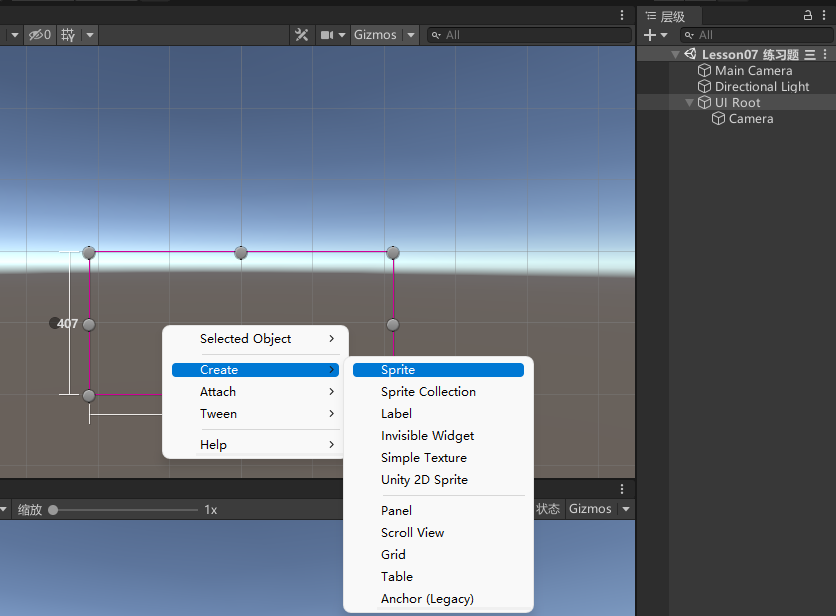 层级
0
Gizmos
All
All
Lesson07 练习题
Main Camera
Directional Light
UI Root
Camera
407
Selected Object
Create
Attach
Tween
Help
Sprite
Sprite Collection
Label
Invisible Widget
Simple Texture
Unity 2D Sprite
Panel
Scroll View
Grid
Table
Anchor (Legacy)
缩放
1x
状态
Gizmos